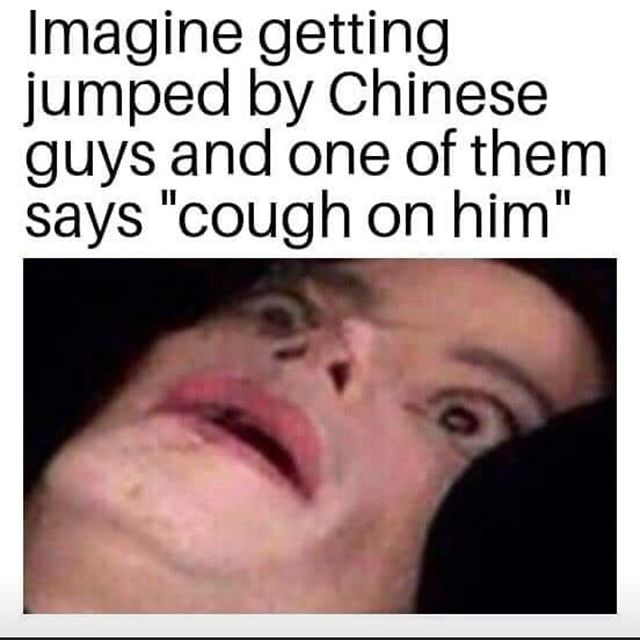 Imagine getting
jumped by Chinese
guys and one of them
says "cough on him"